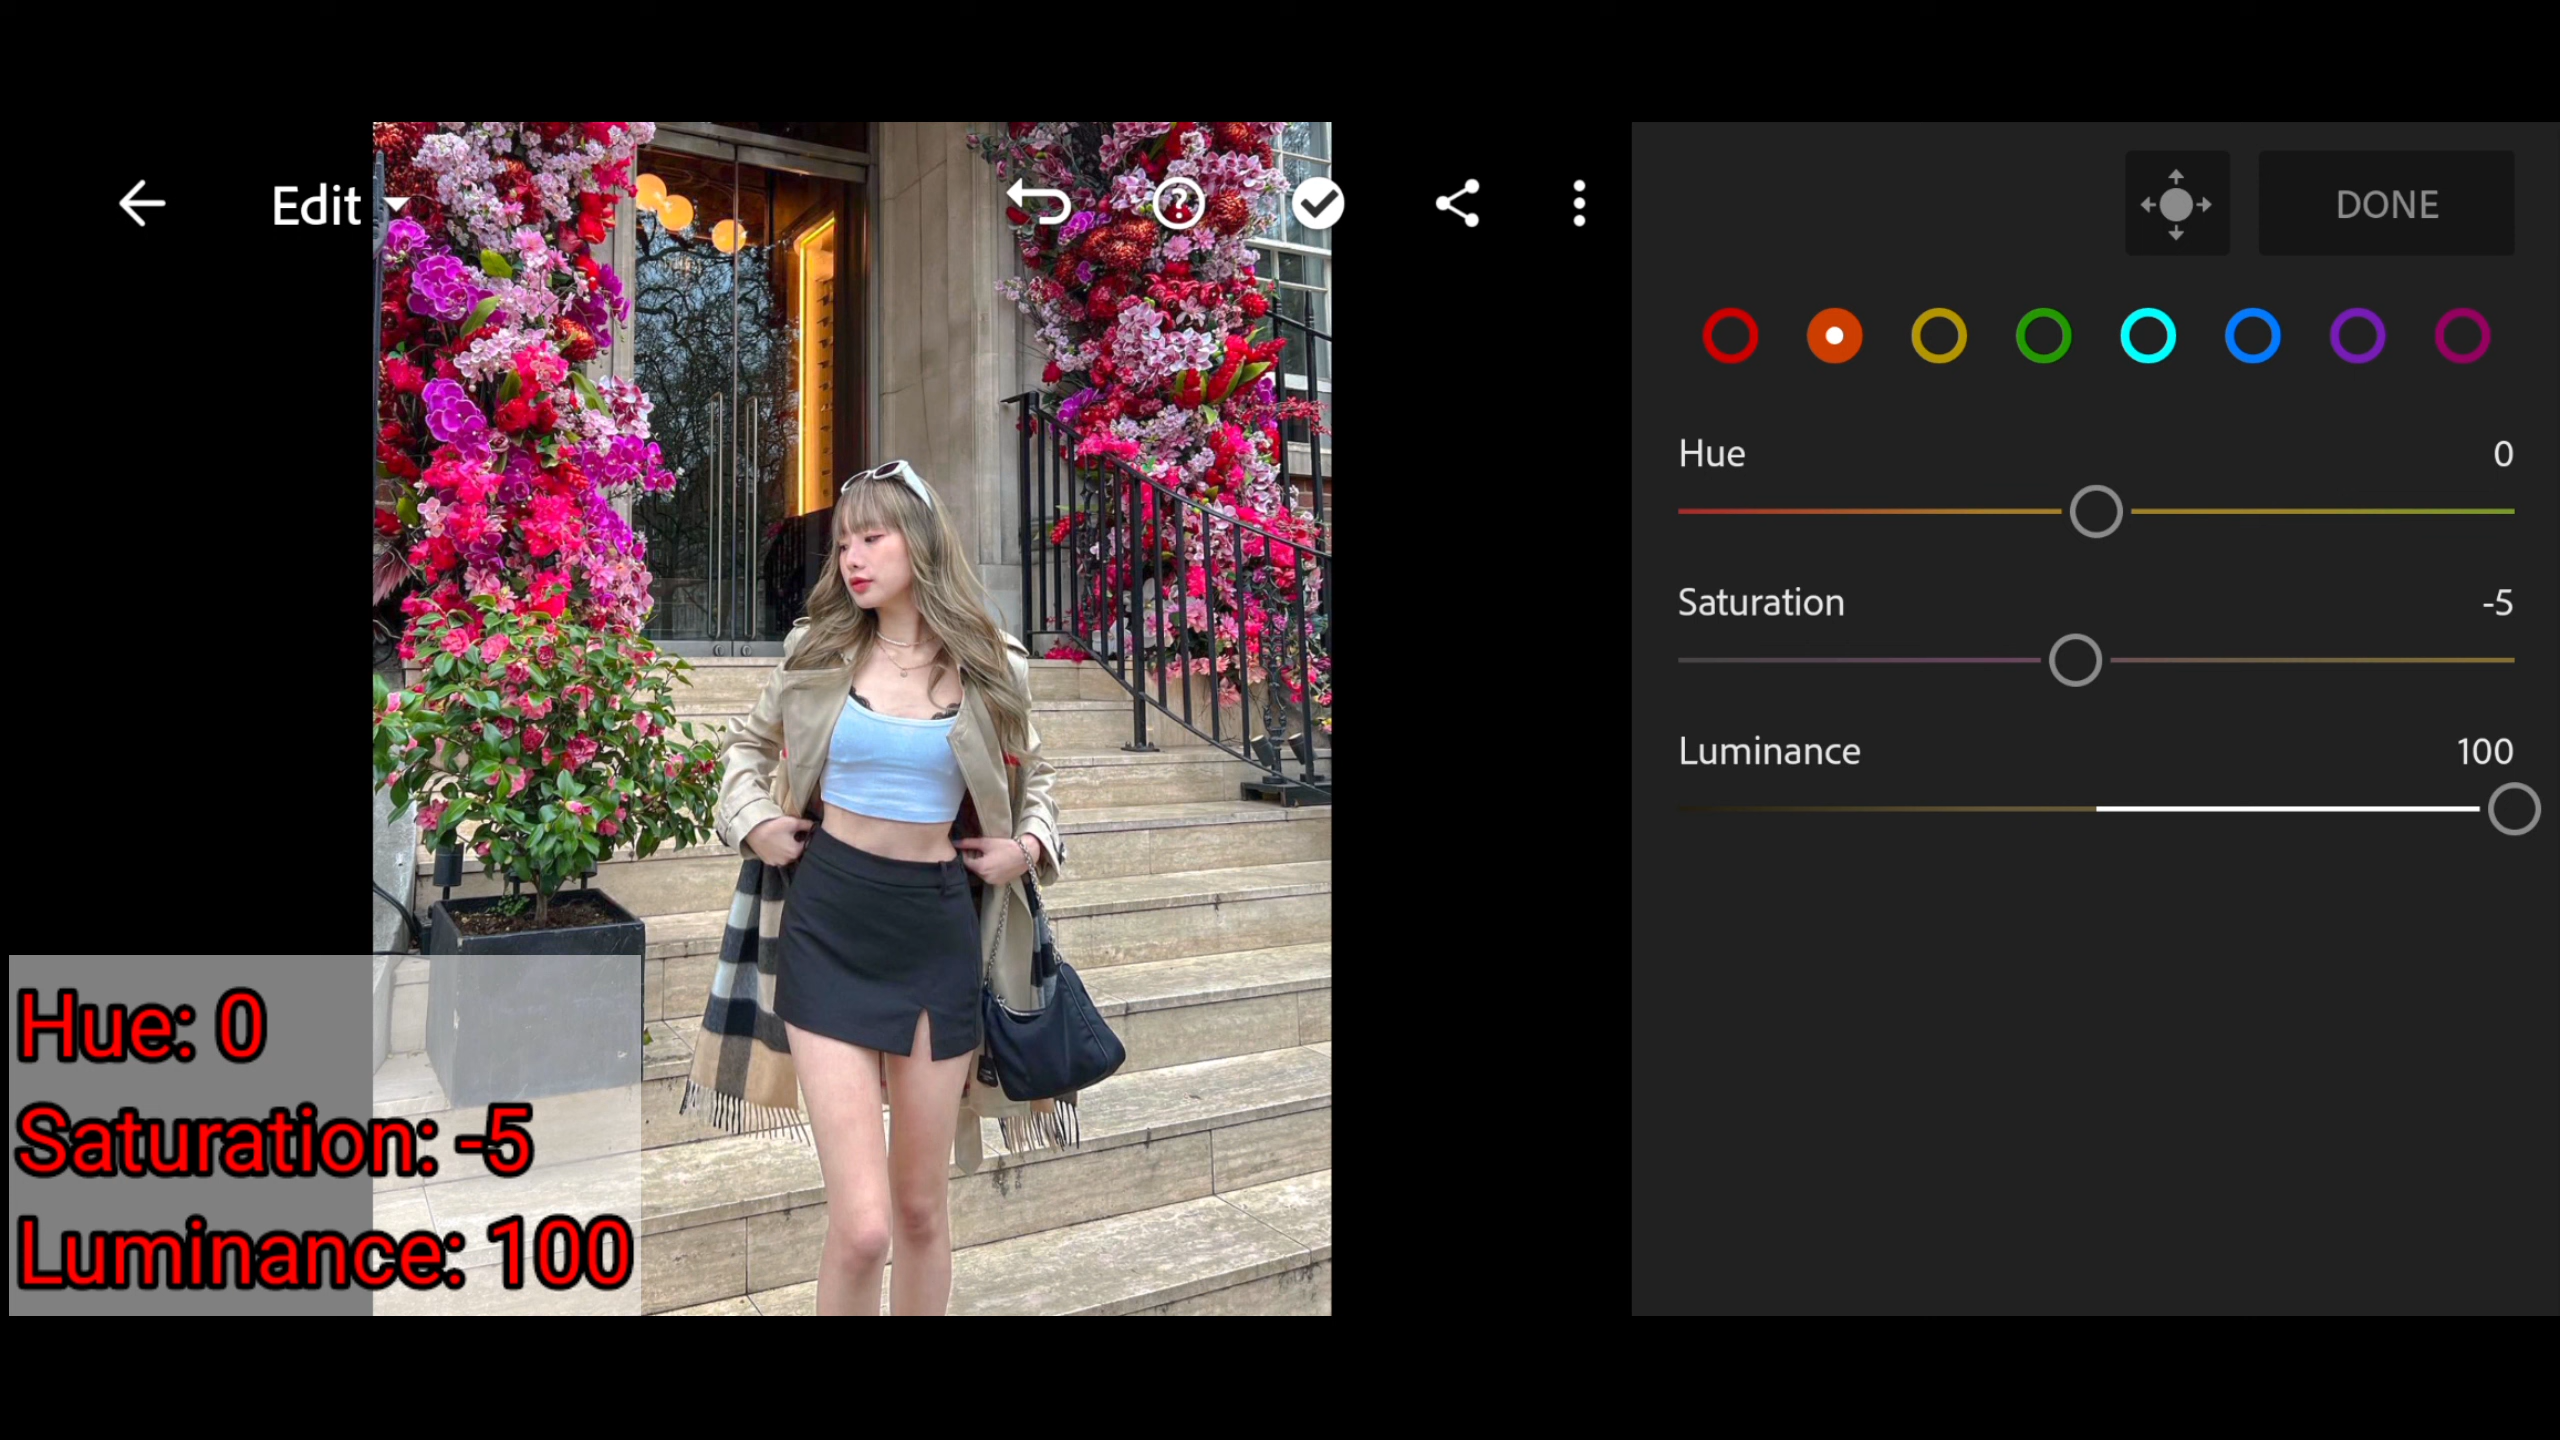 Edit
DONE
Hue 0
Saturation -5
Luminance 100
Hue: 0
Saturation: -5
Luminance: 100